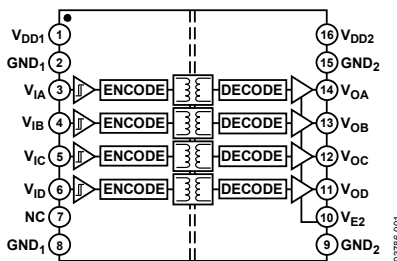 VDD1 1 16 VDD2
GND1 2 15 GND2
VIA 3 ENCODE DECODE 14 VOA
VIB 4 ENCODE DECODE 13 VOB
VIC 5 ENCODE DECODE 12 VOC
VID 6 ENCODE DECODE 11 VOD
NC 7 10 VE2
GND1 8 9 GND2
03786-001